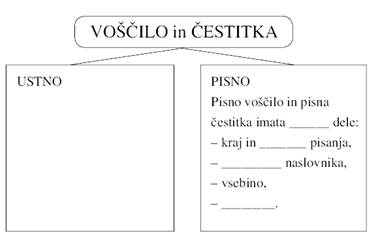 VOŠČILO in ČESTITKA
USTNO
PISNO
Pisno voščilo in pisna
čestitka imata ______ dele:
– kraj in _______ pisanja,
– _________ naslovnika,
– vsebino,
– ________.